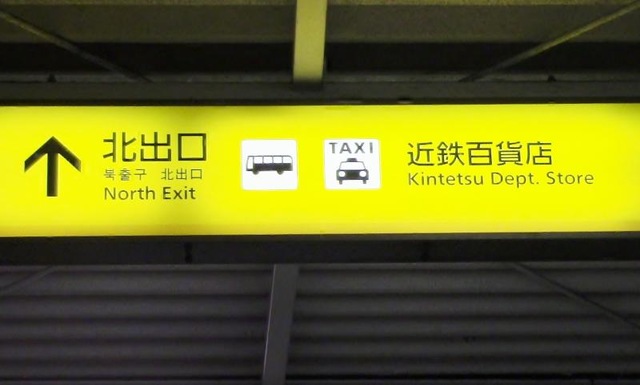 北出口
북출구 北出口
North Exit
TAXI
近鉄百貨店
Kintetsu Dept. Store